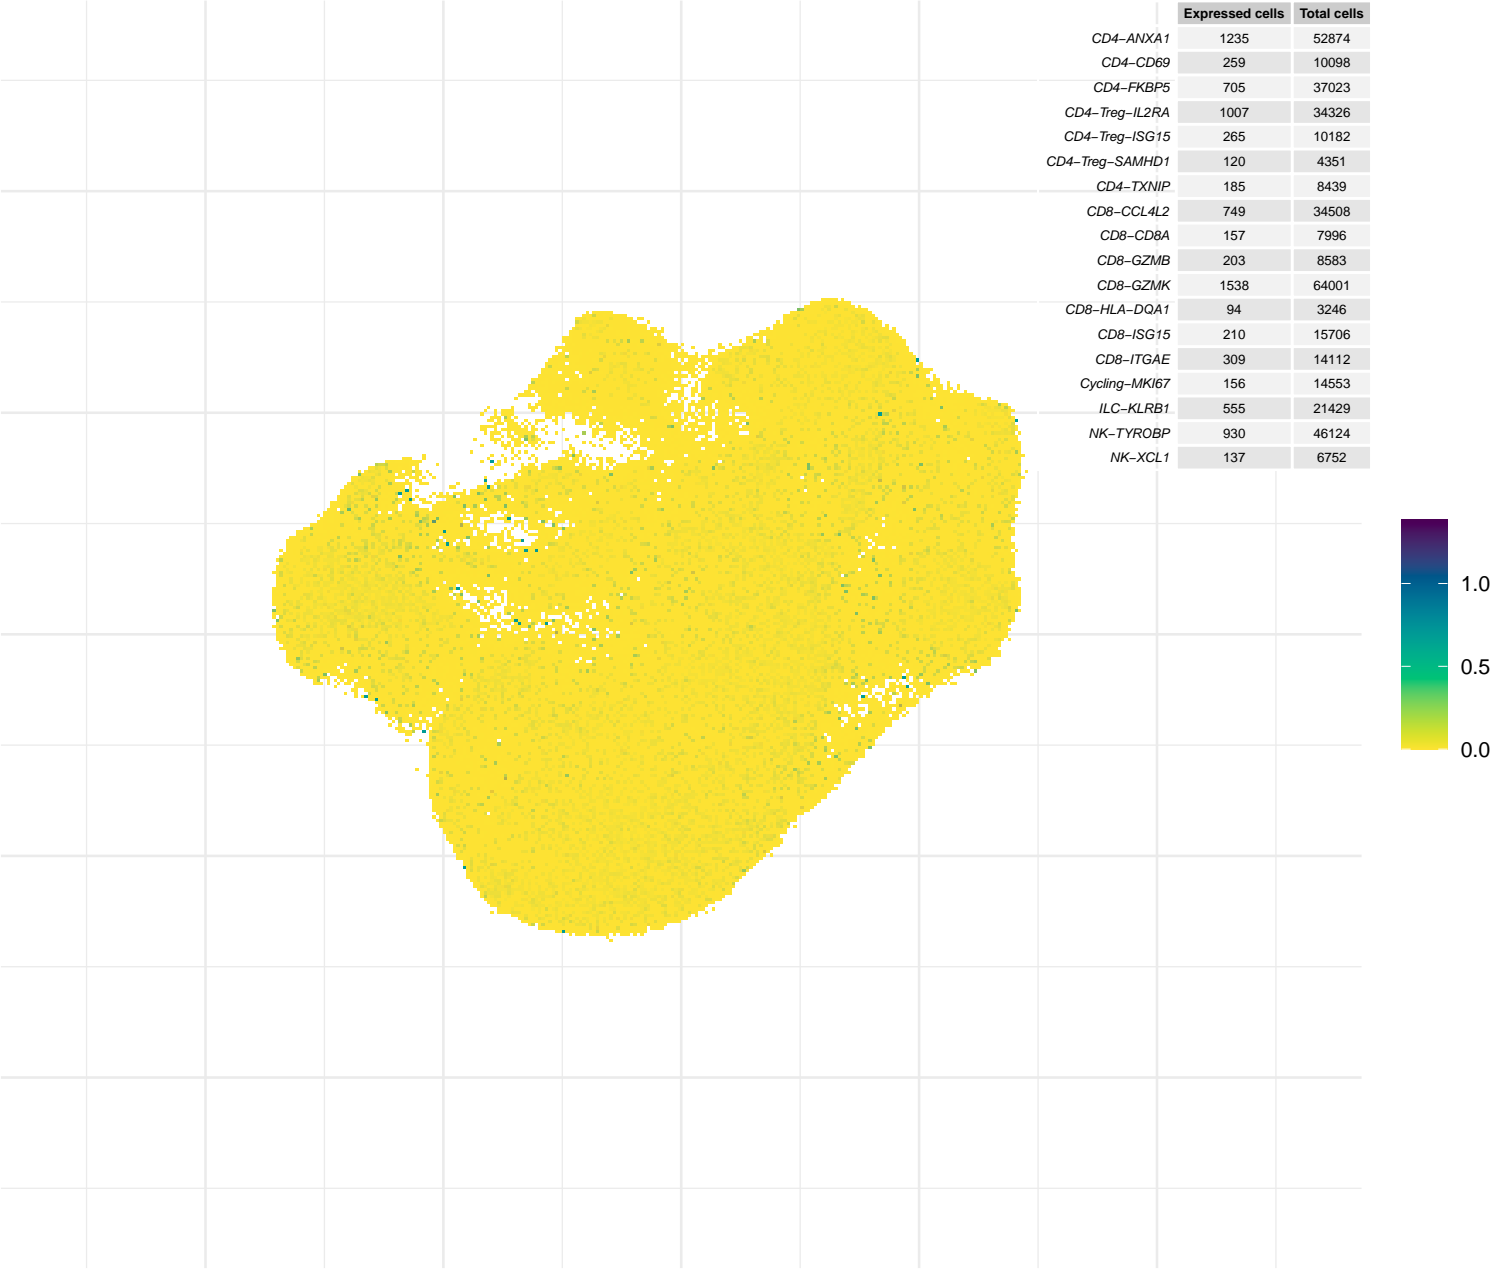 Expressed cells Total cells
CD4−ANXA1 1235 52874
CD4−CD69 259 10098
CD4−FKBP5 705 37023
CD4−Treg−IL2RA 1007 34326
CD4−Treg−ISG15 265 10182
CD4−Treg−SAMHD1 120 4351
CD4−TXNIP 185 8439
CD8−CCL4L2 749 34508
CD8−CD8A 157 7996
CD8−GZMB 203 8583
CD8−GZMK 1538 64001
CD8−HLA−DQA1 94 3246
CD8−ISG15 210 15706
CD8−ITGAE 309 14112
Cycling−MKI67 156 14553
ILC−KLRB1 555 21429
NK−TYROBP 930 46124
NK−XCL1 137 6752
1.0
0.5
0.0